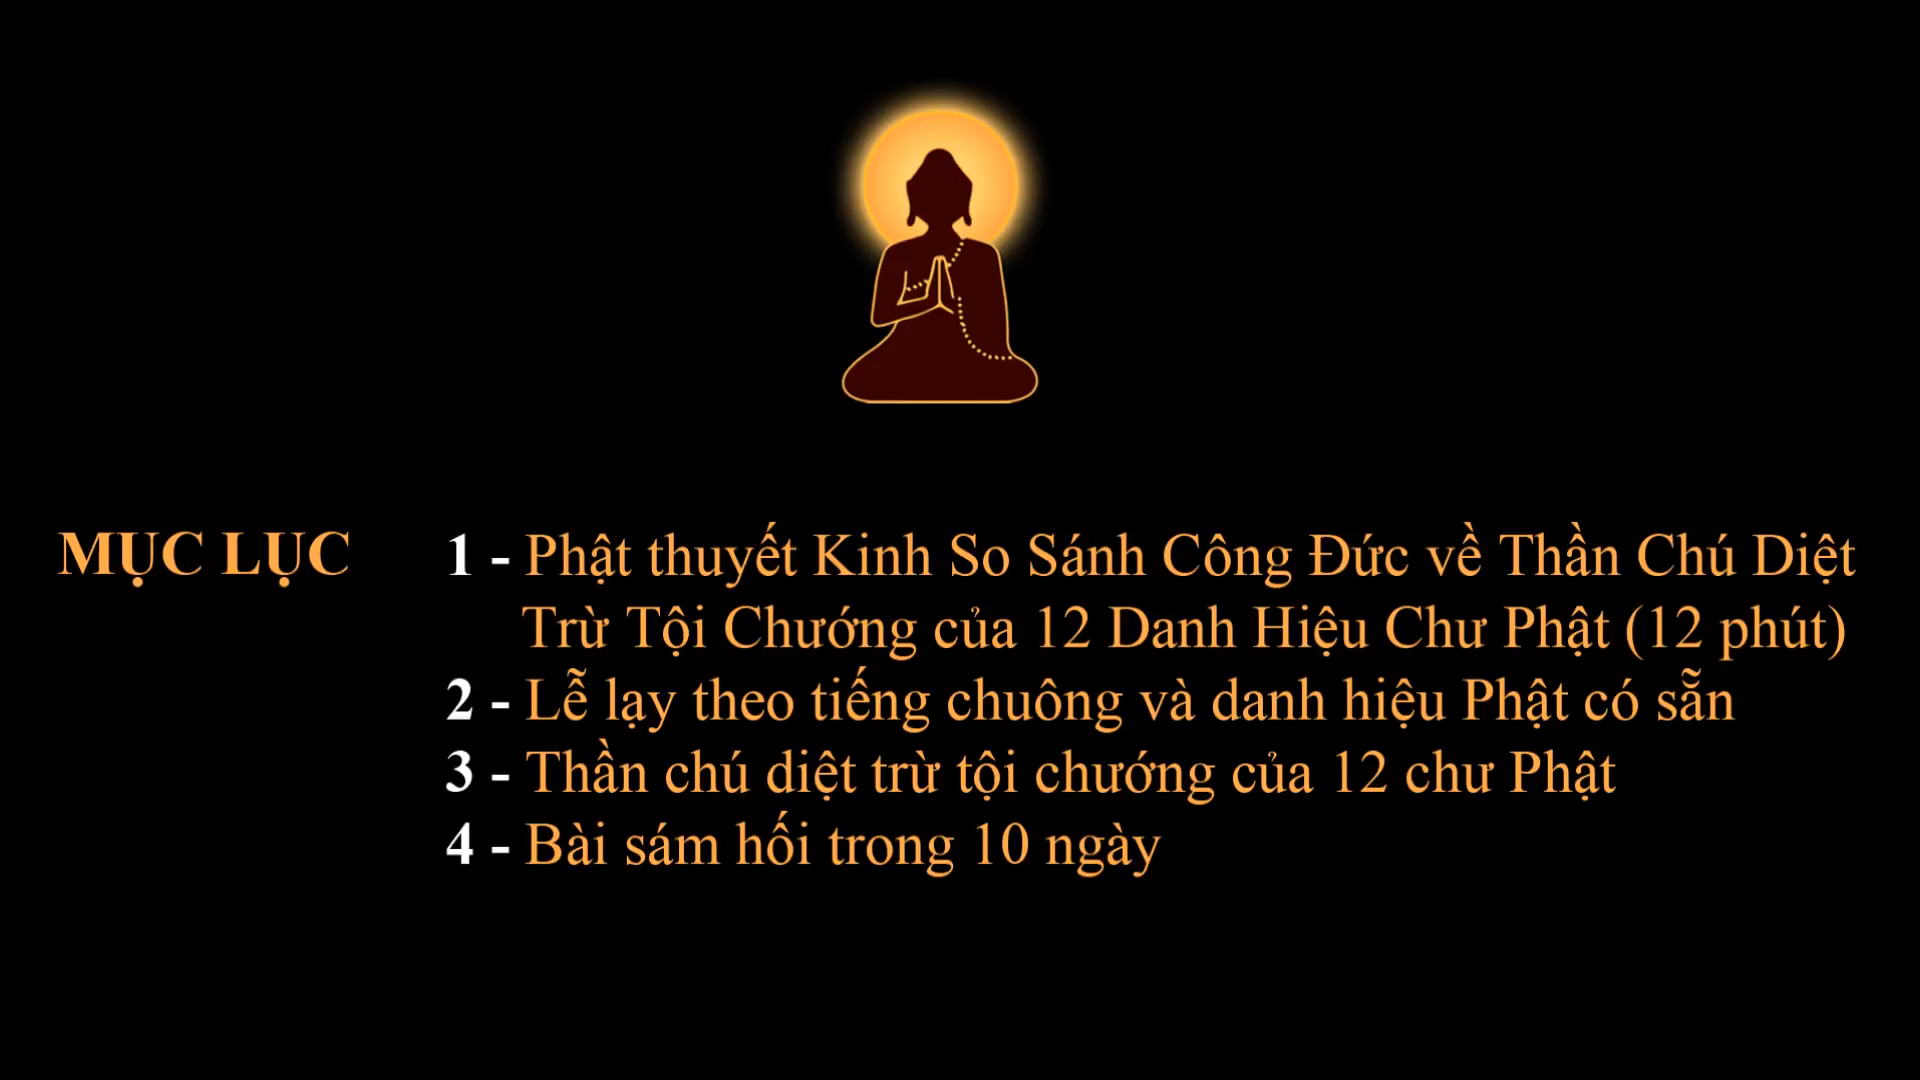 MỤC LỤC
1 - Phật thuyết Kinh So Sánh Công Đức về Thần Chú Diệt
Trừ Tội Chướng của 12 Danh Hiệu Chư Phật (12 phút)
2 - Lễ lạy theo tiếng chuông và danh hiệu Phật có sẵn
3 - Thần chú diệt trừ tội chướng của 12 chư Phật
4 - Bài sám hối trong 10 ngày